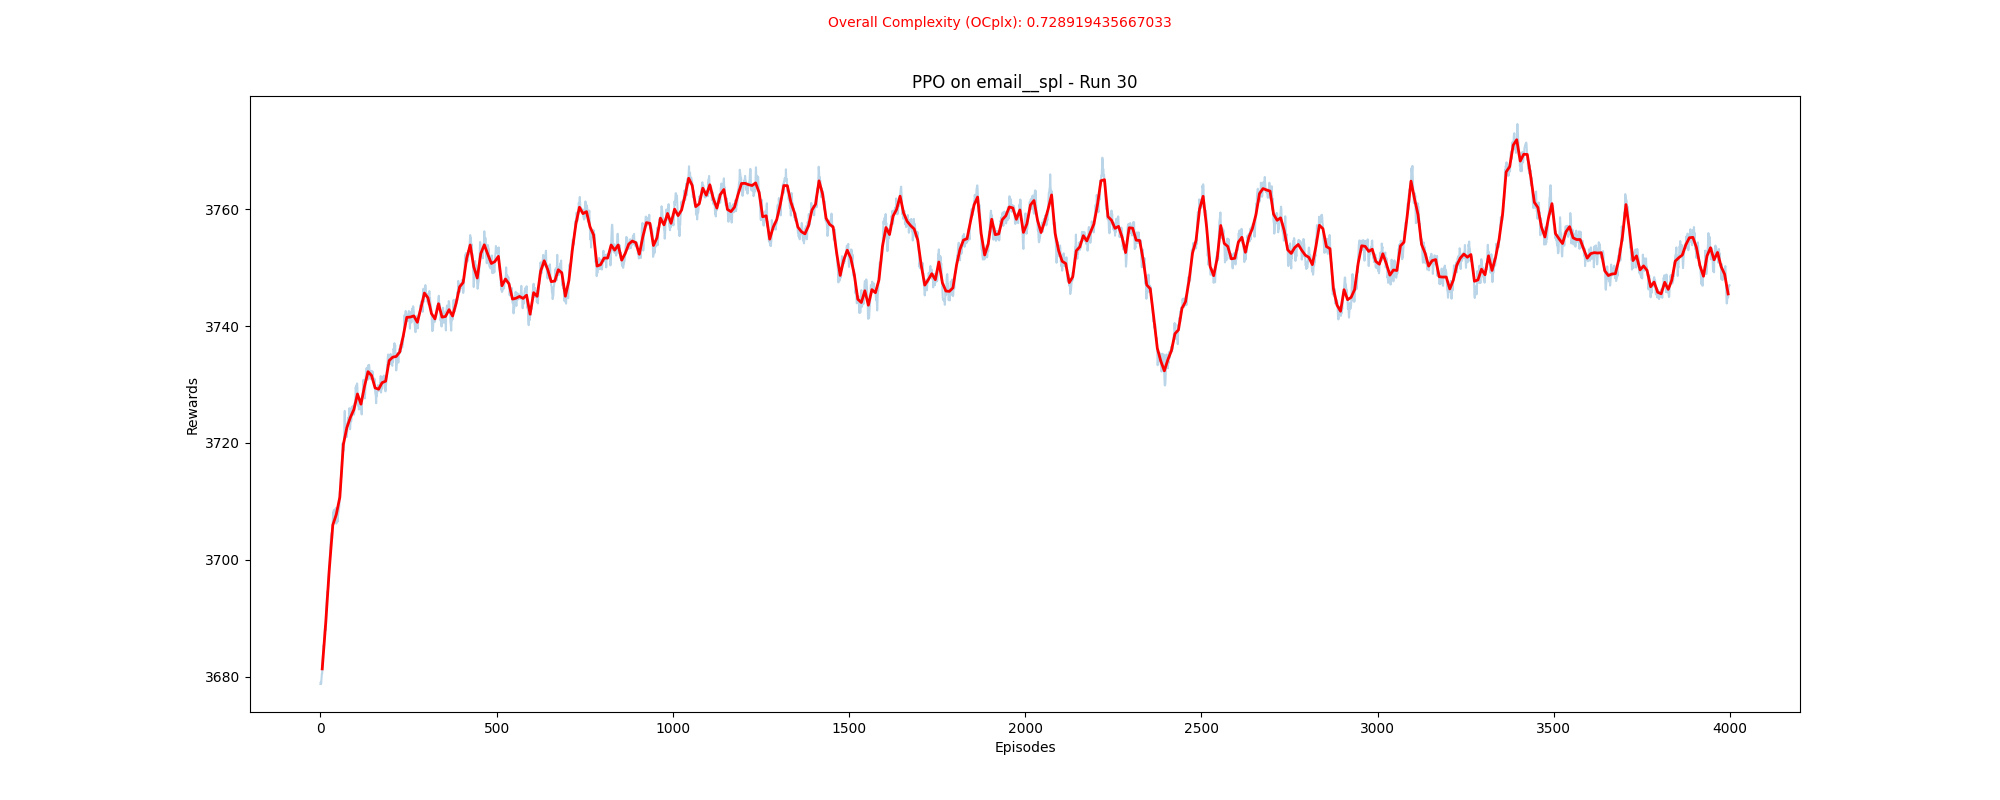 Overall Complexity (OCplx): 0.728919435667033
PPO on email__spl - Run 30
Rewards
3760
3740
3720
3700
3680
0 500 1000 1500 2000 2500 3000 3500 4000
Episodes